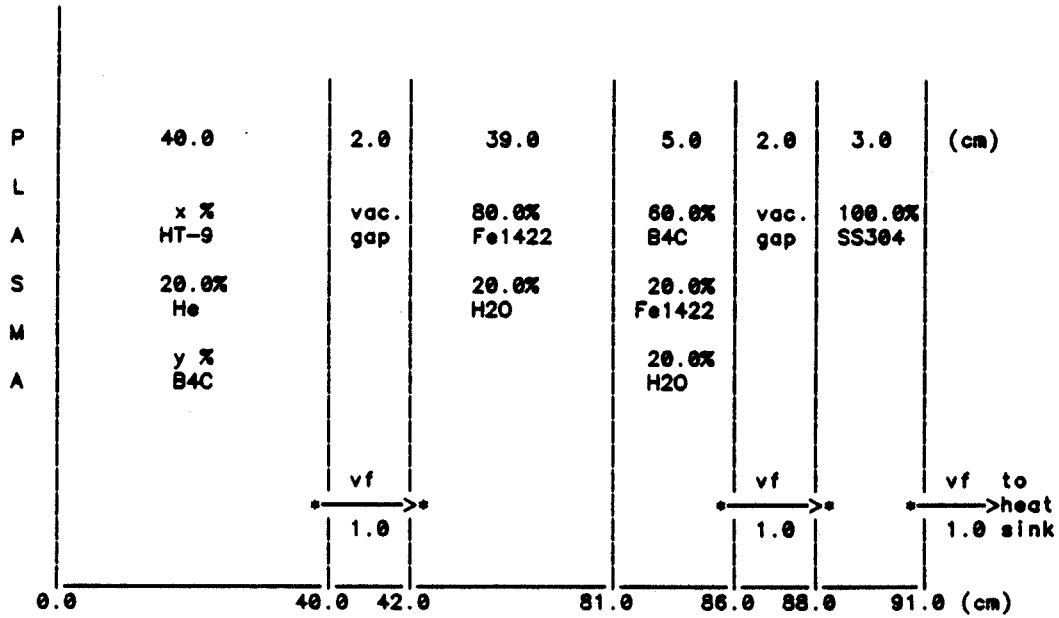 P 40.0 2.0 39.0 5.0 2.0 3.0 (cm)
L
x % vac. 80.0% 60.0% vac. 100.0%
A HT-9 gap Fe1422 B4C gap SS304
S 20.0% 20.0% 20.0%
He H2O Fe1422
M
y % 20.0%
A B4C H2O
vf vf vf to
*——>* *——>* *——>heat
1.0 1.0 1.0 sink
0.0 40.0 42.0 81.0 86.0 88.0 91.0 (cm)